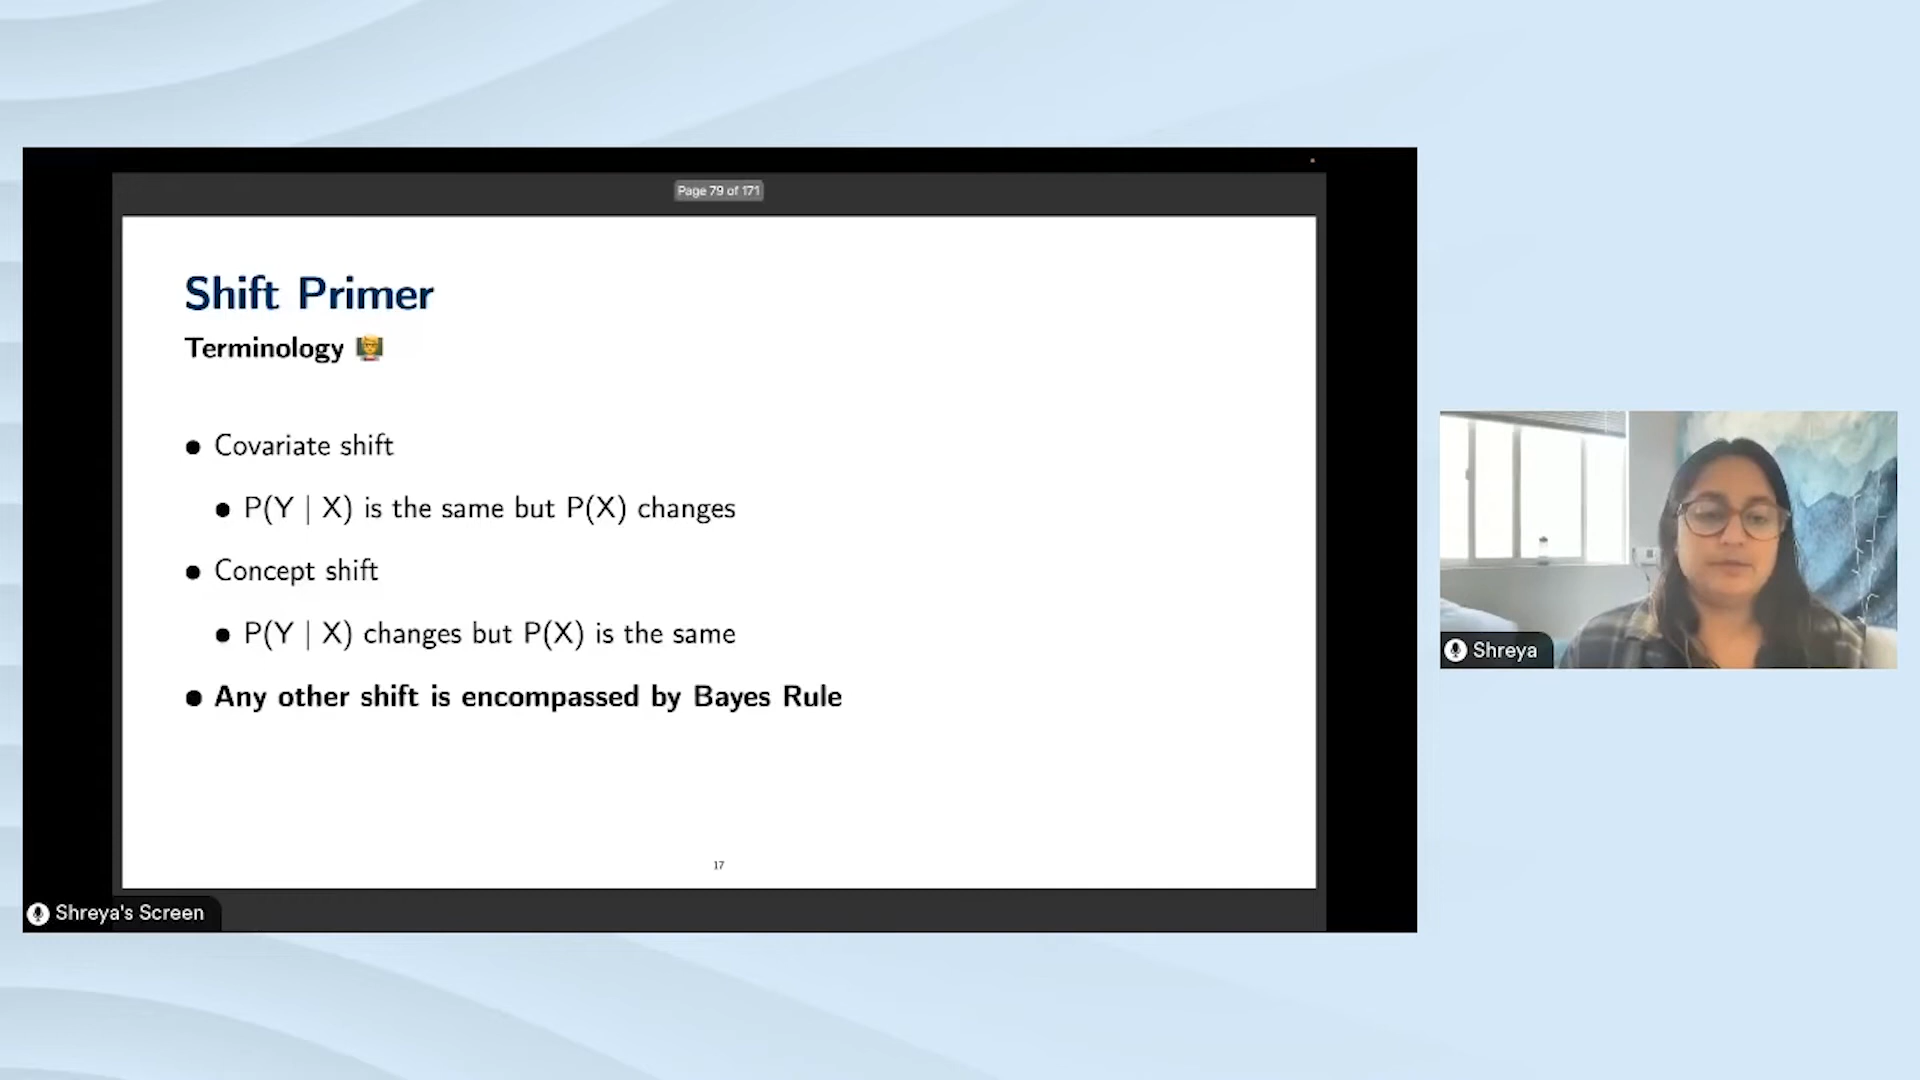 Page 79 of 171
Shift Primer
Terminology
● Covariate shift
● P(Y | X) is the same but P(X) changes
● Concept shift
● P(Y | X) changes but P(X) is the same
● Any other shift is encompassed by Bayes Rule
17
Shreya's Screen
Shreya